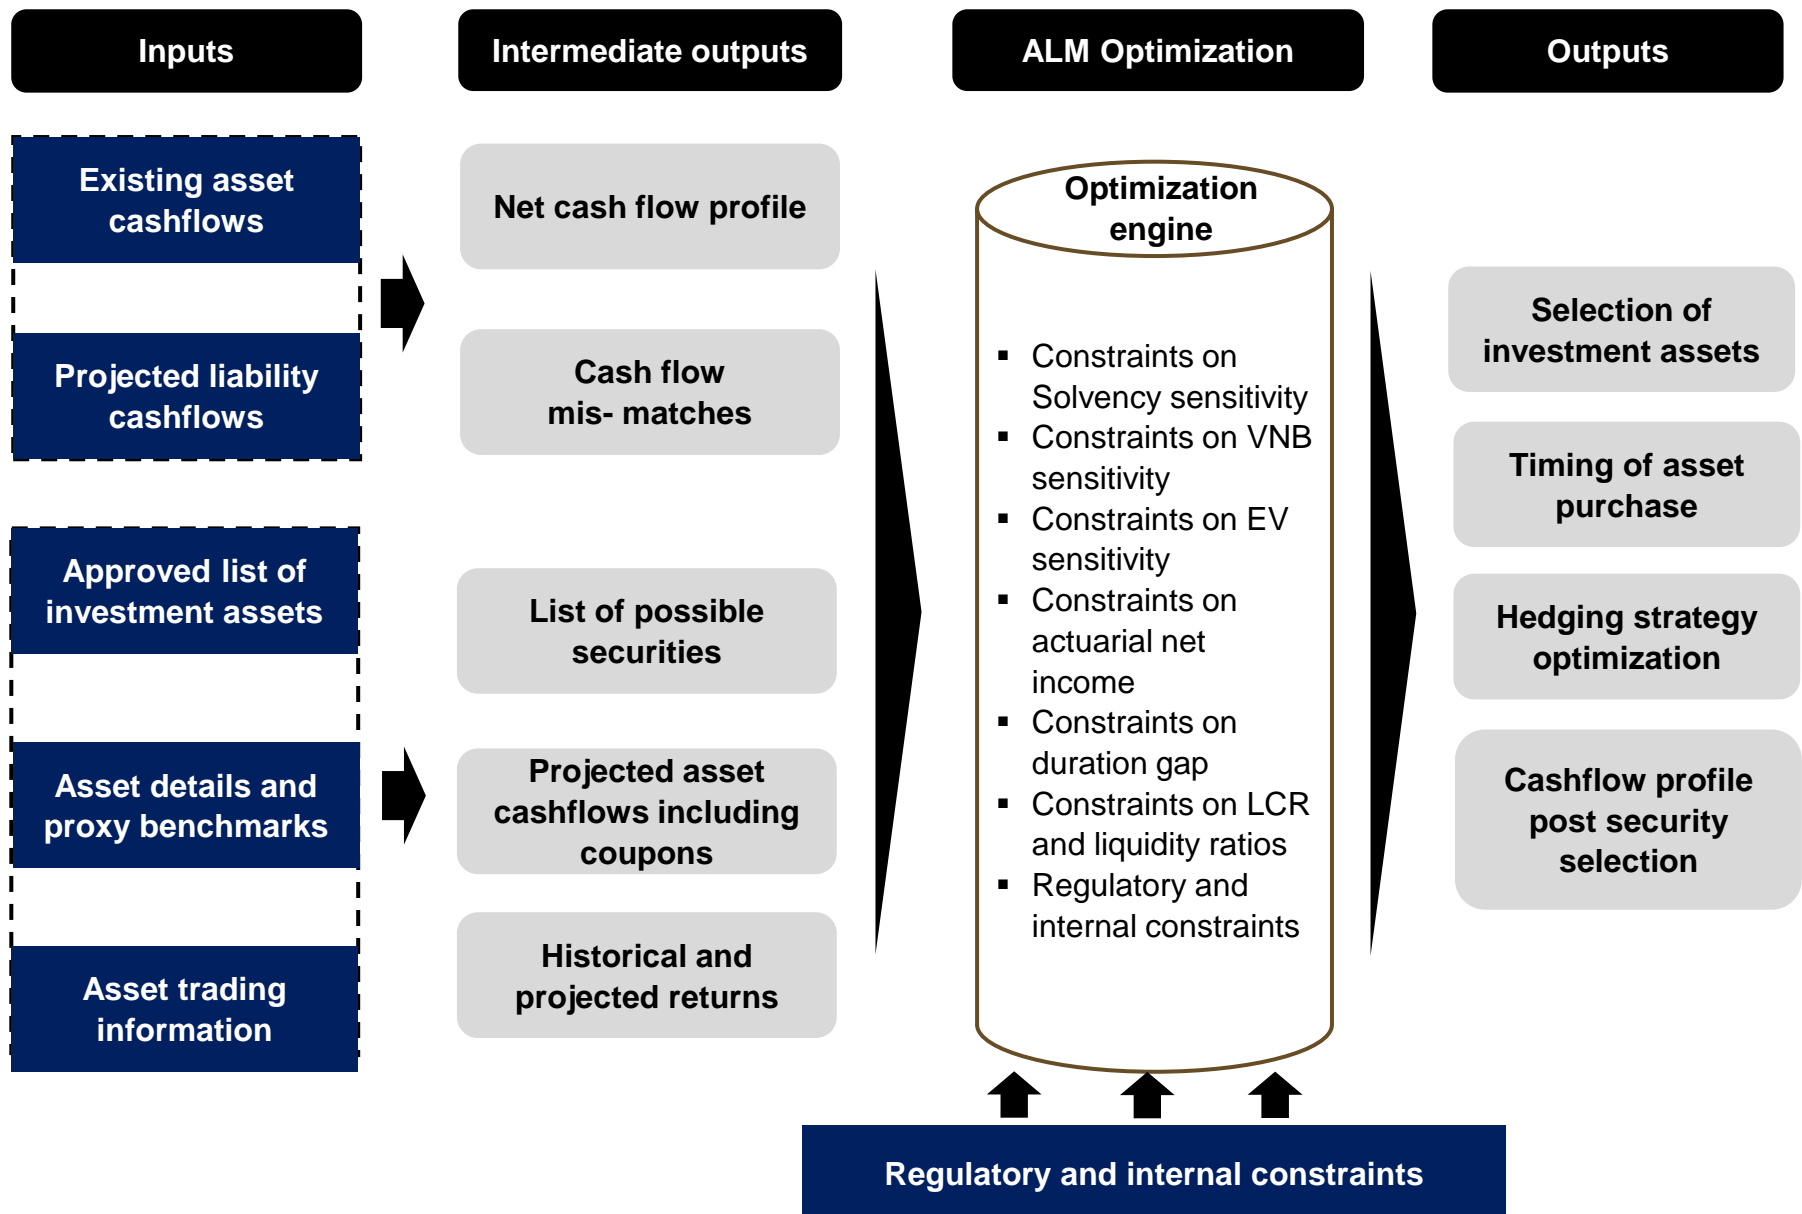 Inputs
Intermediate outputs
ALM Optimization
Outputs
Existing asset
cashflows
Projected liability
cashflows
Approved list of
investment assets
Asset details and
proxy benchmarks
Asset trading
information
Net cash flow profile
Cash flow
mis- matches
List of possible
securities
Projected asset
cashflows including
coupons
Historical and
projected returns
Optimization
engine
▪ Constraints on
Solvency sensitivity
▪ Constraints on VNB
sensitivity
▪ Constraints on EV
sensitivity
▪ Constraints on
actuarial net
income
▪ Constraints on
duration gap
▪ Constraints on LCR
and liquidity ratios
▪ Regulatory and
internal constraints
Regulatory and internal constraints
Selection of
investment assets
Timing of asset
purchase
Hedging strategy
optimization
Cashflow profile
post security
selection